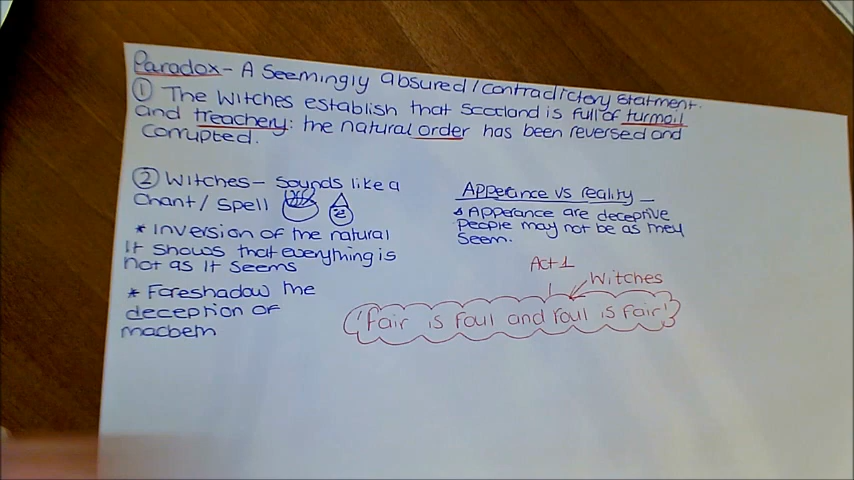 Paradox - A Seemingly absured / contradictory statment.
① The Witches establish that Scotland is full of turmoil
and treachery: the natural order has been reversed and
corrupted.
② Witches - sounds like a
Chant / Spell
* Inversion of the natural
It shows that everything is
not as it seems
* Foreshadow the
deception of
macbeth
Apperance vs reality
Apperance are deceptive
People may not be as they
Seem.
Act 1
Witches
'Fair is Foul and Foul is Fair'